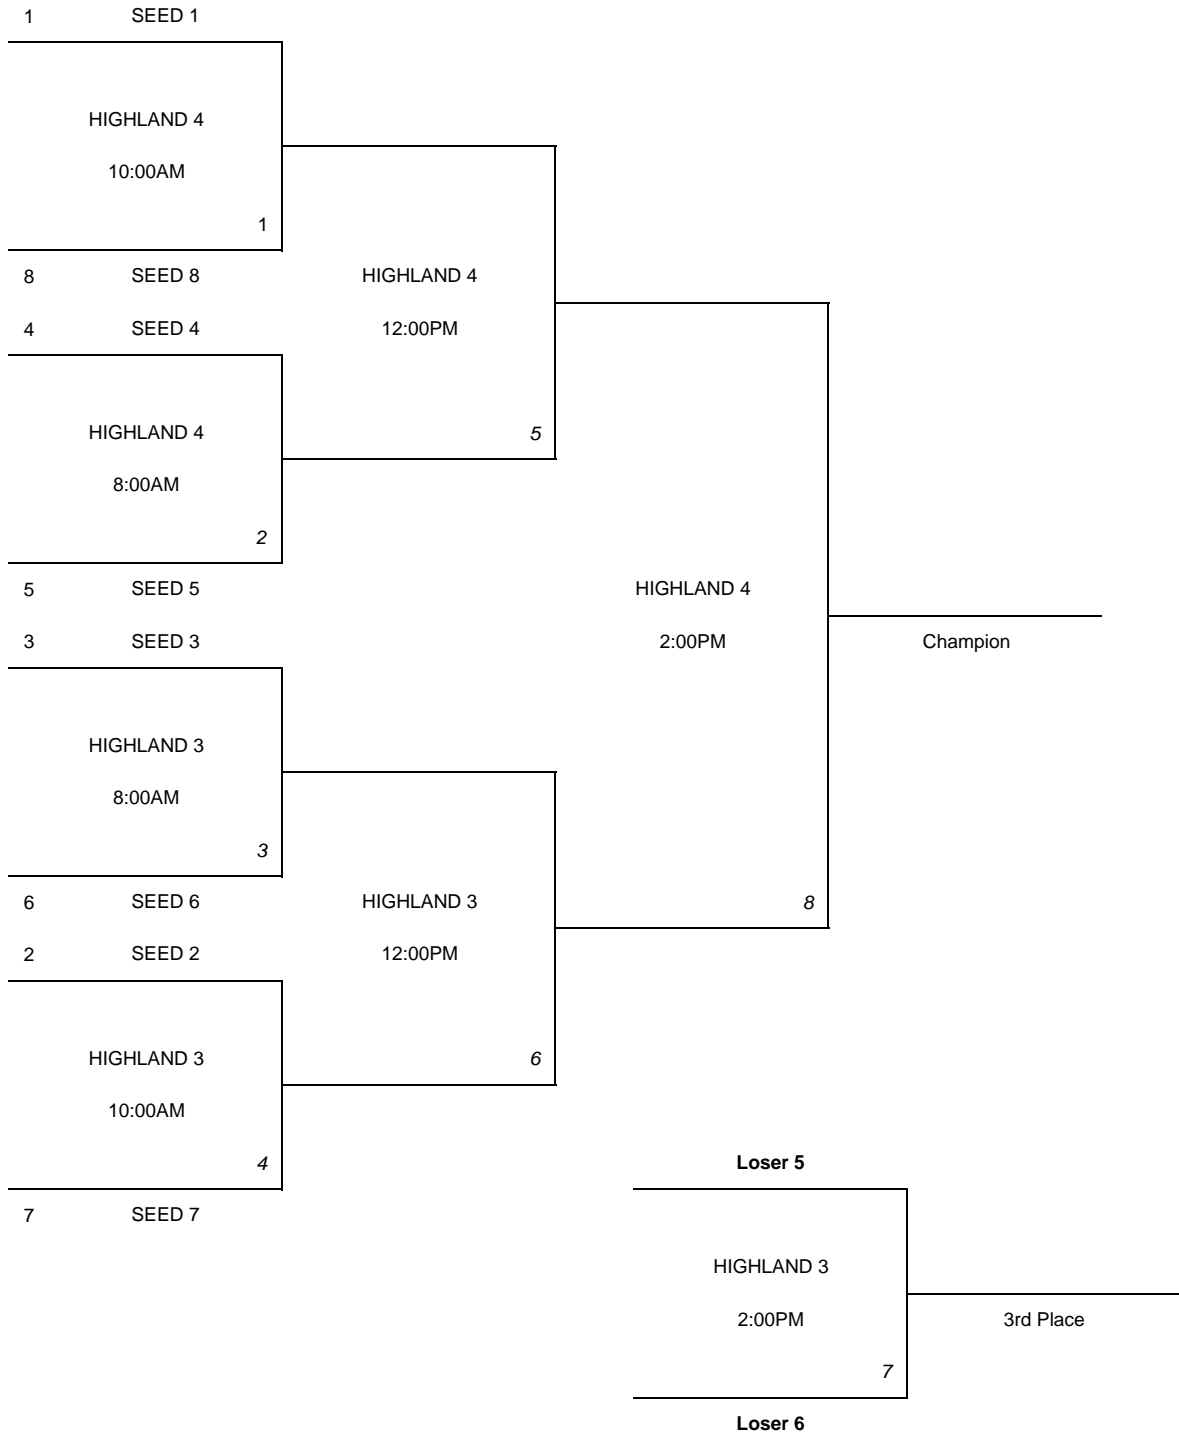 1 SEED 1
HIGHLAND 4
10:00AM
1
8 SEED 8 HIGHLAND 4
4 SEED 4 12:00PM
HIGHLAND 4 5
8:00AM
2
5 SEED 5 HIGHLAND 4
3 SEED 3 2:00PM Champion
HIGHLAND 3
8:00AM
3
6 SEED 6 HIGHLAND 3 8
2 SEED 2 12:00PM
HIGHLAND 3 6
10:00AM
4 Loser 5
7 SEED 7
HIGHLAND 3
2:00PM 3rd Place
7
Loser 6